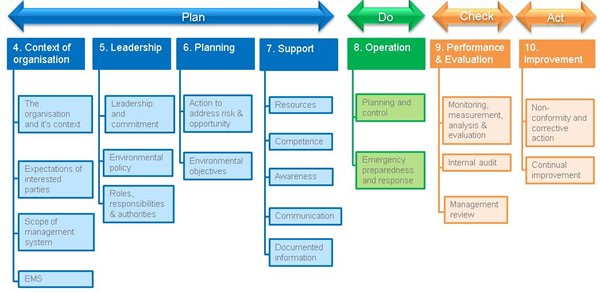 Plan
Do
Check
Act
4. Context of
organisation
The
organisation
and it's context
Expectations of
interested
parties
Scope of
management
system
EMS
5. Leadership
Leadership
and
commitment
Environmental
policy
Roles,
responsibilities
& authorities
6. Planning
Action to
address risk &
opportunity
Environmental
objectives
7. Support
Resources
Competence
Awareness
Communication
Documented
information
8. Operation
Planning and
control
Emergency
preparedness
and response
9. Performance
& Evaluation
Monitoring,
measurement,
analysis &
evaluation
Internal audit
Management
review
10.
Improvement
Non-
conformity and
corrective
action
Continual
improvement